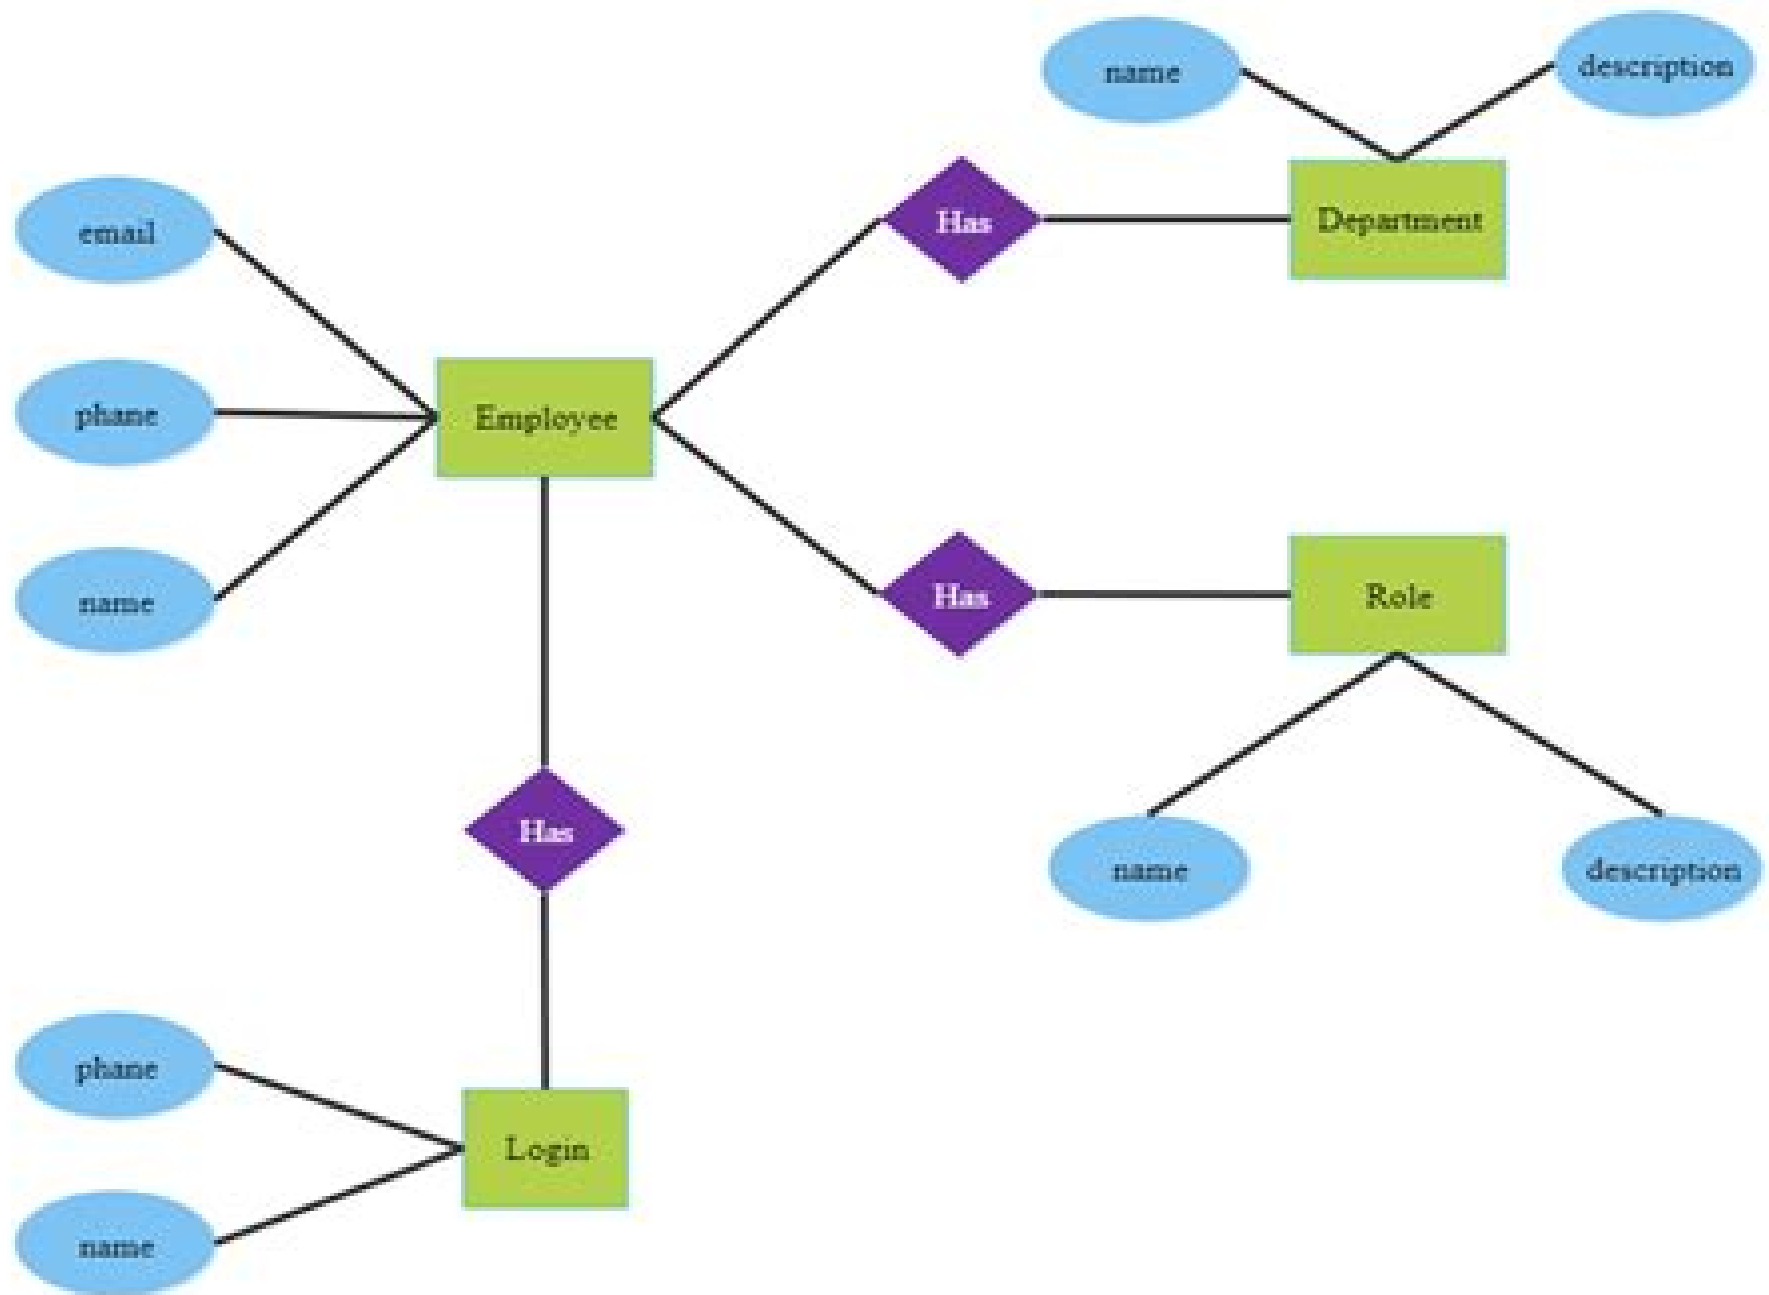 name
description
Has
Department
email
phane
Employee
name
Has
Role
name
description
Has
phane
Login
name